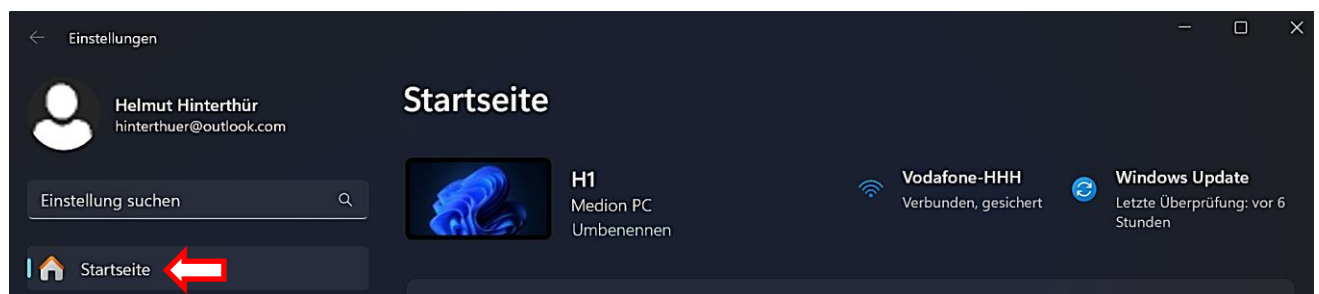 Einstellungen
Helmut Hinterthür
hinterthuer@outlook.com
Einstellung suchen
Startseite
Startseite
H1
Medion PC
Umbenennen
Vodafone-HHH
Verbunden, gesichert
Windows Update
Letzte Überprüfung: vor 6
Stunden